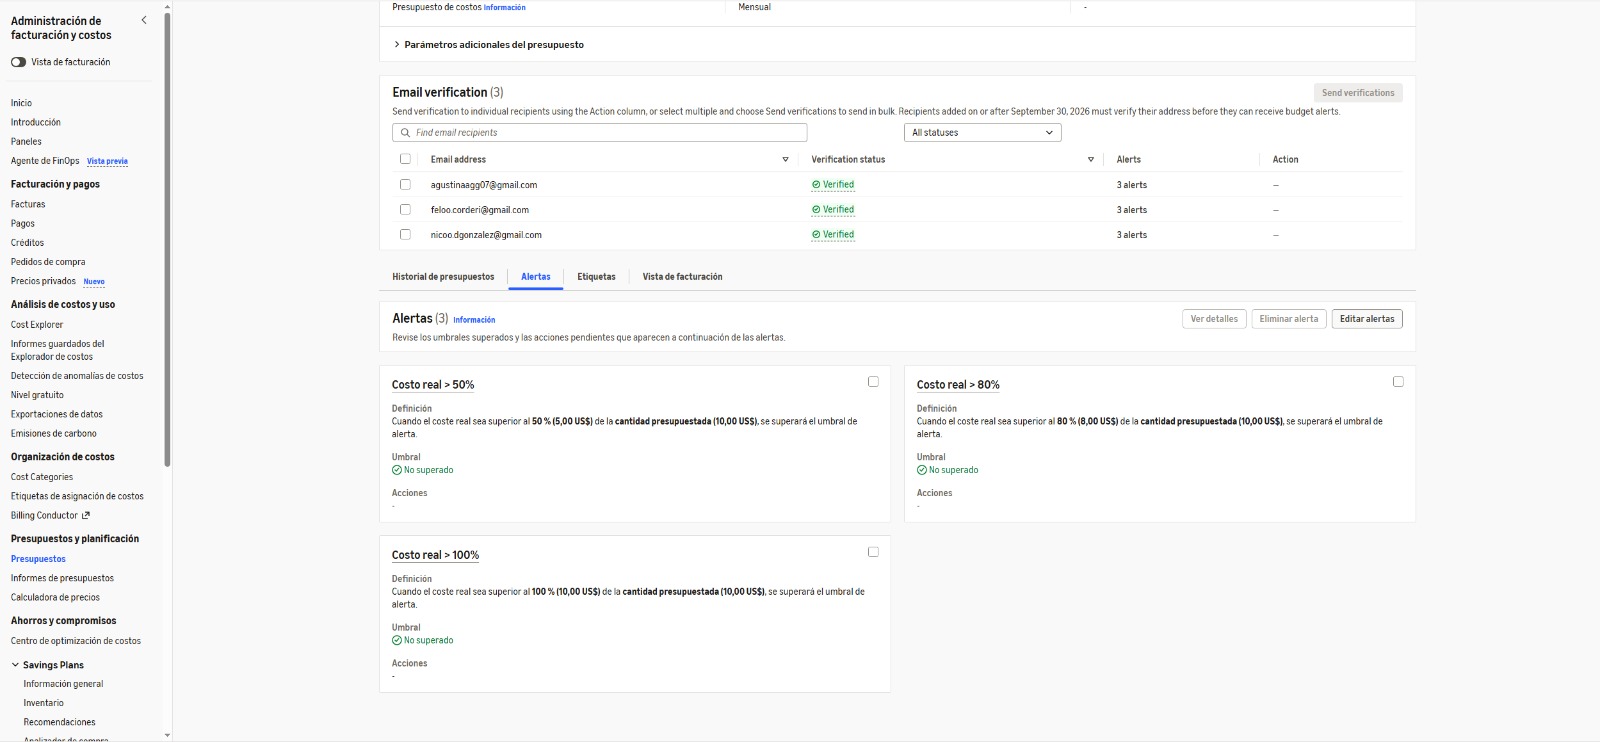 Administración de
facturación y costos
Vista de facturación
Inicio
Introducción
Paneles
Agente de FinOps Vista previa
Facturación y pagos
Facturas
Pagos
Créditos
Pedidos de compra
Precios privados Nuevo
Análisis de costos y uso
Cost Explorer
Informes guardados del
Explorador de costos
Detección de anomalías de costos
Nivel gratuito
Exportaciones de datos
Emisiones de carbono
Organización de costos
Cost Categories
Etiquetas de asignación de costos
Billing Conductor
Presupuestos y planificación
Presupuestos
Informes de presupuestos
Calculadora de precios
Ahorros y compromisos
Centro de optimización de costos
Savings Plans
Información general
Inventario
Recomendaciones
Analizador de compra
Presupuesto de costos Información
Mensual
-
Parámetros adicionales del presupuesto
Email verification (3)
Send verifications
Send verification to individual recipients using the Action column, or select multiple and choose Send verifications to send in bulk. Recipients added on or after September 30, 2026 must verify their address before they can receive budget alerts.
Find email recipients
All statuses
Email address Verification status Alerts Action
agustinaagg07@gmail.com Verified 3 alerts –
feloo.corderi@gmail.com Verified 3 alerts –
nicoo.dgonzalez@gmail.com Verified 3 alerts –
Historial de presupuestos Alertas Etiquetas Vista de facturación
Alertas (3) Información
Ver detalles Eliminar alerta Editar alertas
Revise los umbrales superados y las acciones pendientes que aparecen a continuación de las alertas.
Costo real > 50%
Definición
Cuando el coste real sea superior al 50 % (5,00 US$) de la cantidad presupuestada (10,00 US$), se superará el umbral de
alerta.
Umbral
No superado
Acciones
-
Costo real > 80%
Definición
Cuando el coste real sea superior al 80 % (8,00 US$) de la cantidad presupuestada (10,00 US$), se superará el umbral de
alerta.
Umbral
No superado
Acciones
-
Costo real > 100%
Definición
Cuando el coste real sea superior al 100 % (10,00 US$) de la cantidad presupuestada (10,00 US$), se superará el umbral de
alerta.
Umbral
No superado
Acciones
-